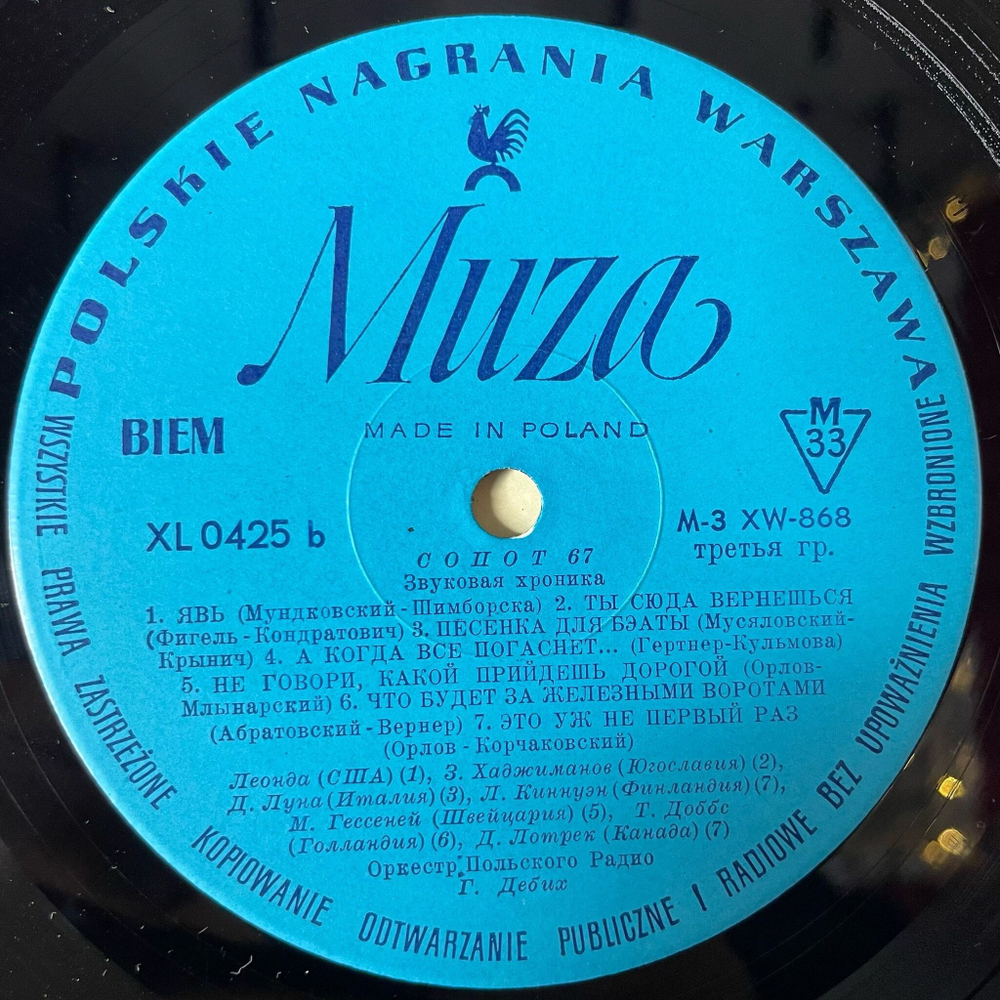 POLSKIE NAGRANIA WARSZAWA
Muza
BIEM
MADE IN POLAND
M
33
XL 0425 b
M-3 XW-868
третья гр.
СОПОТ 67
Звуковая хроника
1. ЯВЬ (Мундковский - Шимборска) 2. ТЫ СЮДА ВЕРНЕШЬСЯ
(Фигель - Кондратович) 3. ПЕСЕНКА ДЛЯ БЭАТЫ (Мусяловский-
Крынич) 4. А КОГДА ВСЕ ПОГАСНЕТ... (Гертнер-Кульмова)
5. НЕ ГОВОРИ, КАКОЙ ПРИЙДЕШЬ ДОРОГОЙ (Орлов-
Млынарский) 6. ЧТО БУДЕТ ЗА ЖЕЛЕЗНЫМИ ВОРОТАМИ
(Абратовский - Вернер) 7. ЭТО УЖ НЕ ПЕРВЫЙ РАЗ
(Орлов - Корчаковский)
Леонда (США) (1), З. Хаджиманов (Югославия) (2),
Д. Луна (Италия) (3), Л. Киннуэн (Финландия) (7),
М. Гессеней (Швейцария) (5), Т. Доббс
(Голландия) (6), Д. Лотрек (Канада) (7)
Оркестр Польского Радио
Г. Дебих
WSZYSTKIE PRAWA ZASTRZEŻONE KOPIOWANIE ODTWARZANIE PUBLICZNE I RADIOWE BEZ UPOWAŻNIENIA WZBRONIONE